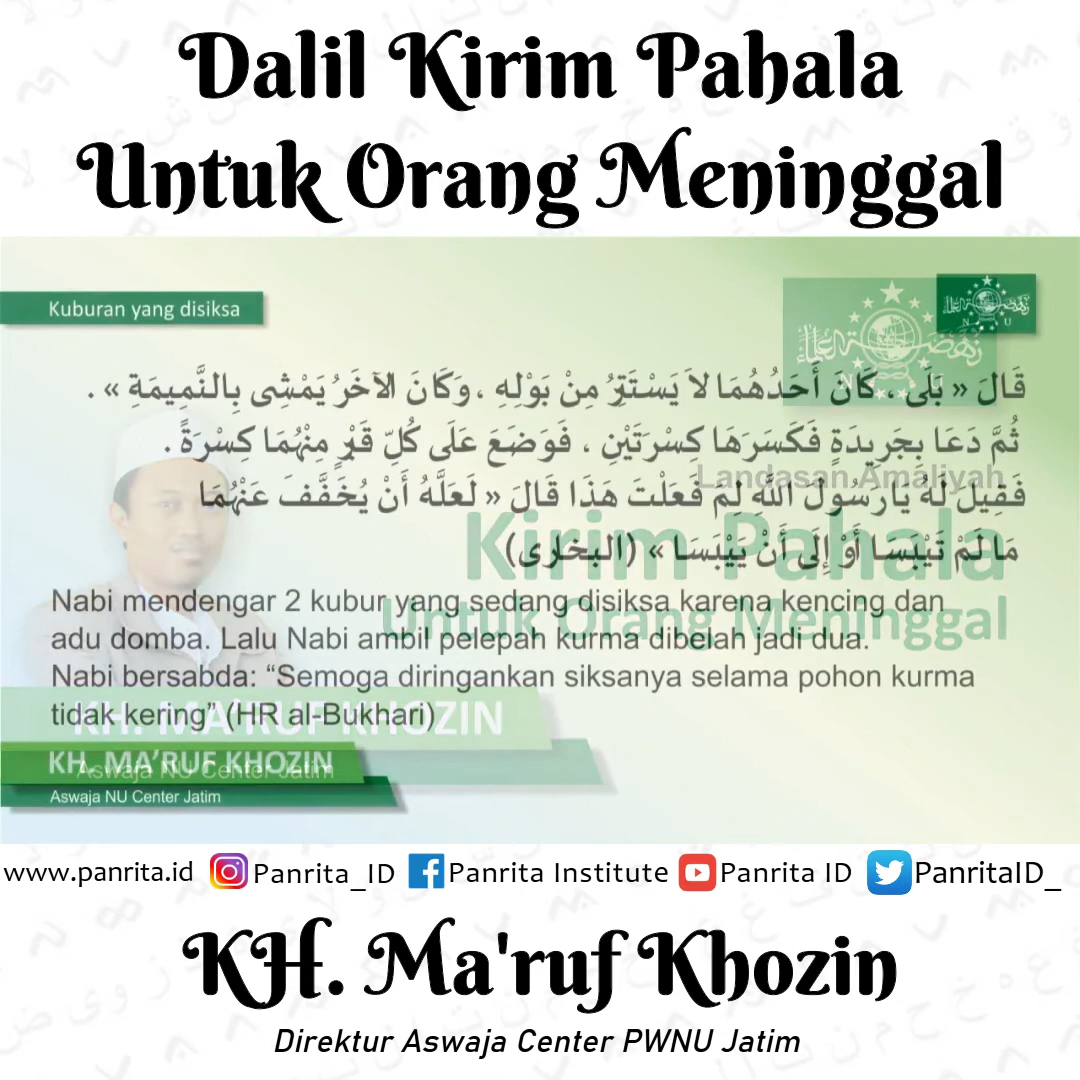 Dalil Kirim Pahala
Untuk Orang Meninggal
Kuburan yang disiksa
N U
قَالَ « بَلَى ، كَانَ أَحَدُهُمَا لاَ يَسْتَتِرُ مِنْ بَوْلِهِ ، وَكَانَ الآخَرُ يَمْشِى بِالنَّمِيمَةِ » .
ثُمَّ دَعَا بِجَرِيدَةٍ فَكَسَرَهَا كِسْرَتَيْنِ ، فَوَضَعَ عَلَى كُلِّ قَبْرٍ مِنْهُمَا كِسْرَةً .
Landasan Amaliyah
فَقِيلَ لَهُ يَا رَسُولَ اللَّهِ لِمَ فَعَلْتَ هَذَا قَالَ « لَعَلَّهُ أَنْ يُخَفَّفَ عَنْهُمَا
مَا لَمْ تَيْبَسَا أَوْ إِلَى أَنْ يَيْبَسَا » (البخارى)
Kirim Pahala
Untuk Orang Meninggal
Nabi mendengar 2 kubur yang sedang disiksa karena kencing dan
adu domba. Lalu Nabi ambil pelepah kurma dibelah jadi dua.
Nabi bersabda: “Semoga diringankan siksanya selama pohon kurma
tidak kering” (HR al-Bukhari)
KH. MA'RUF KHOZIN
Aswaja NU Center Jatim
KH. MA’RUF KHOZIN
Aswaja NU Center Jatim
www.panrita.id Panrita_ID Panrita Institute Panrita ID PanritaID_
KH. Ma'ruf Khozin
Direktur Aswaja Center PWNU Jatim